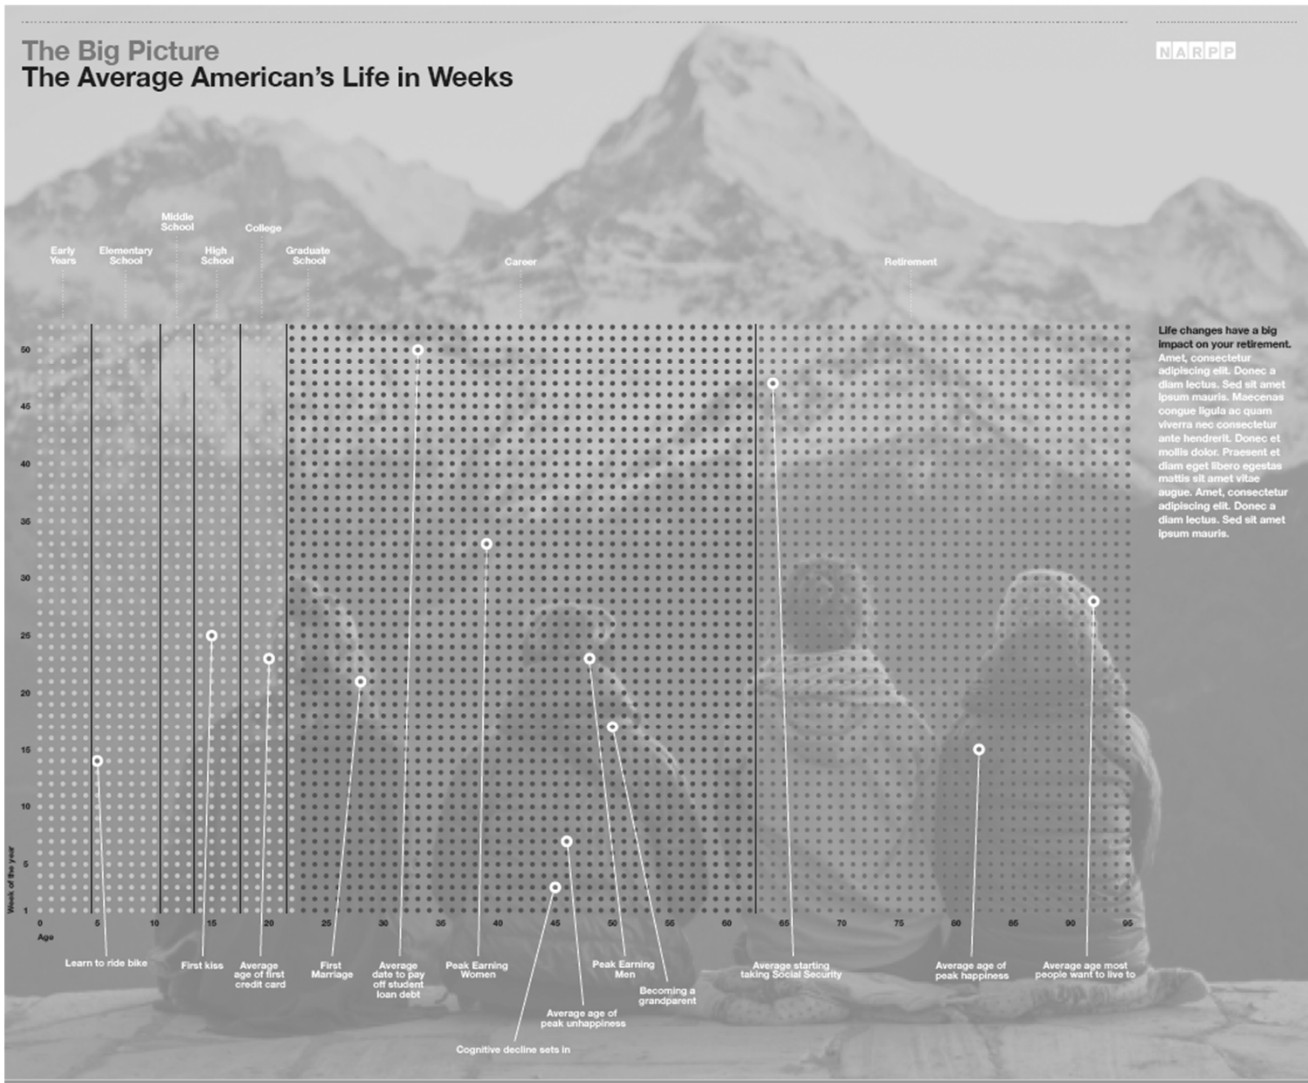 The Big Picture
The Average American's Life in Weeks
NARPP
Middle
School
College
Early
Years
Elementary
School
High
School
Graduate
School
Career
Retirement
Life changes have a big
impact on your retirement.
Amet, consectetur
adipiscing elit. Donec a
diam lectus. Sed sit amet
ipsum mauris. Maecenas
congue ligula ac quam
viverra nec consectetur
ante hendrerit. Donec et
mollis dolor. Praesent et
diam eget libero egestas
mattis sit amet vitae
augue. Amet, consectetur
adipiscing elit. Donec a
diam lectus. Sed sit amet
ipsum mauris.
50
45
40
35
30
25
20
15
10
5
1
Week of the year
0 5 10 15 20 25 30 35 40 45 50 55 60 65 70 75 80 85 90 95
Age
Learn to ride bike
First kiss
Average
age of first
credit card
First
Marriage
Average
date to pay
off student
loan debt
Peak Earning
Women
Peak Earning
Men
Becoming a
grandparent
Average age of
peak unhappiness
Cognitive decline sets in
Average starting
taking Social Security
Average age of
peak happiness
Average age most
people want to live to